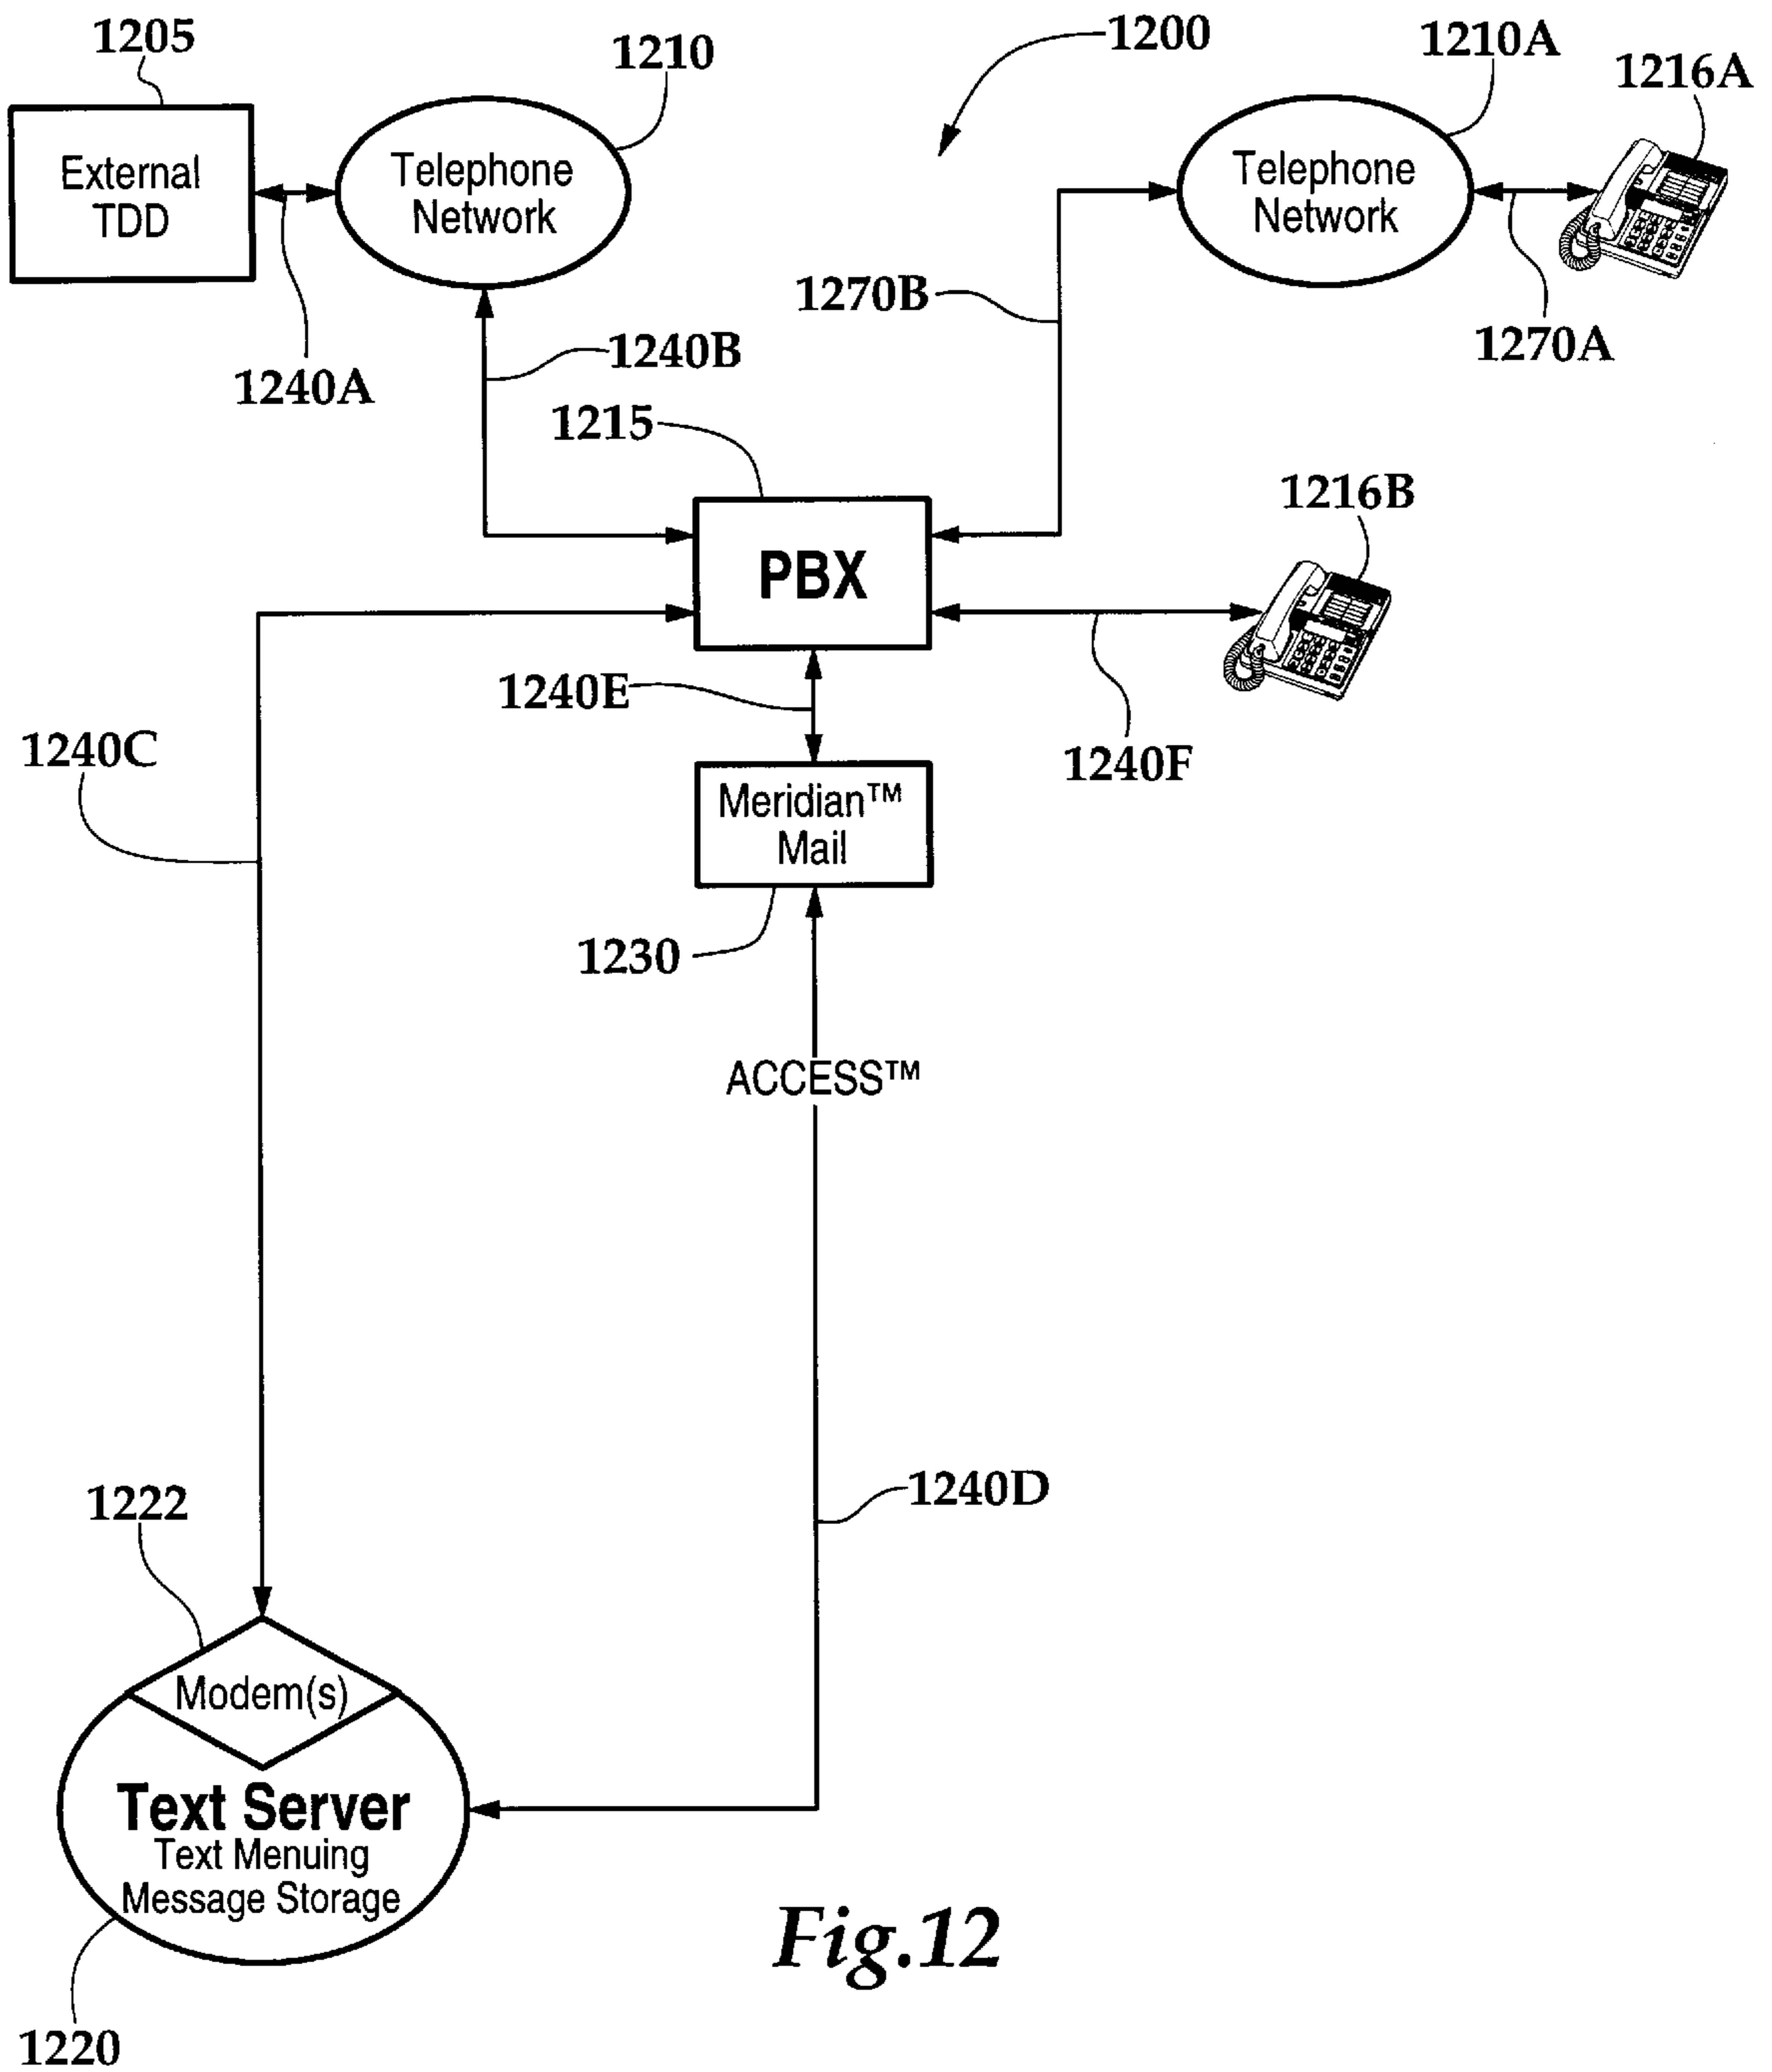 1205
1210
1200
1210A
1216A
External
TDD
Telephone
Network
Telephone
Network
1240A
1240B
1270B
1270A
1215
1216B
PBX
1240E
1240F
1240C
Meridian™
Mail
1230
ACCESS™
1240D
1222
Modem(s)
Text Server
Text Menuing
Message Storage
1220
Fig.12